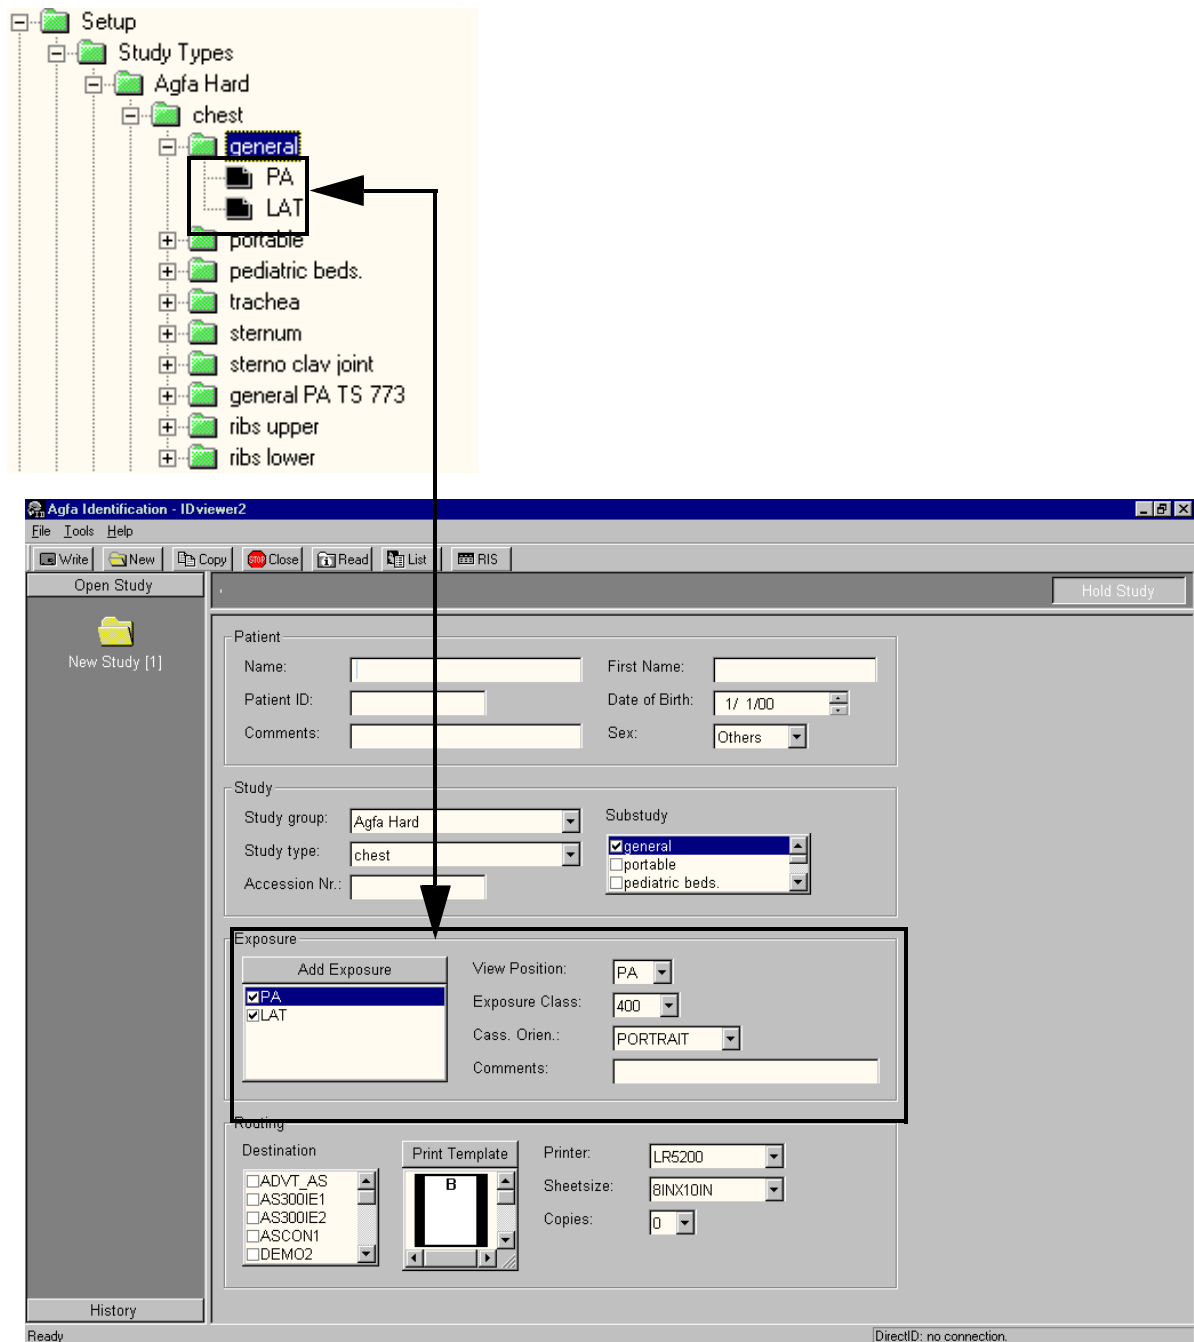 Setup
Study Types
Agfa Hard
chest
general
PA
LAT
portable
pediatric beds.
trachea
sternum
sterno clav joint
general PA TS 773
ribs upper
ribs lower
Agfa Identification - IDviewer2
File Tools Help
Write New Copy STOP Close Read List RIS
Open Study
Hold Study
New Study [1]
Patient
Name: First Name:
Patient ID: Date of Birth: 1/ 1/00
Comments: Sex: Others
Study
Study group: Agfa Hard Substudy
Study type: chest
general
portable
pediatric beds.
Accession Nr.:
Exposure
Add Exposure View Position: PA
PA
LAT
Exposure Class: 400
Cass. Orien.: PORTRAIT
Comments:
Routing
Destination Print Template Printer: LR5200
ADVT_AS B
AS300IE1 Sheetsize: 8INX10IN
AS300IE2 Copies: 0
ASCON1
DEMO2
History
Ready DirectID: no connection.